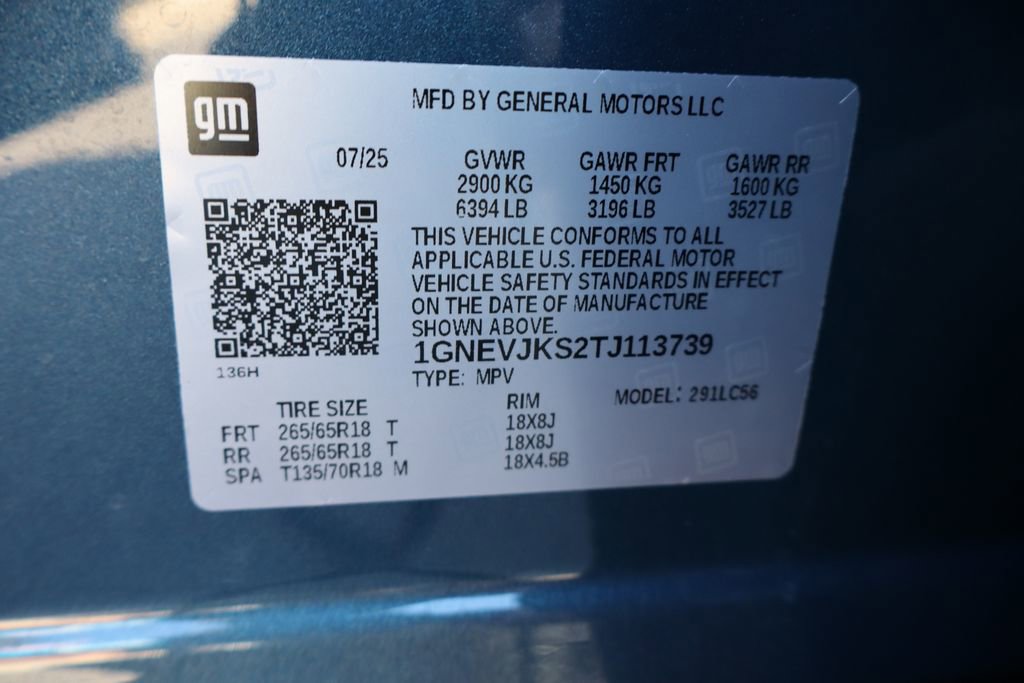 gm
MFD BY GENERAL MOTORS LLC
07/25
GVWR GAWR FRT GAWR RR
2900 KG 1450 KG 1600 KG
6394 LB 3196 LB 3527 LB
THIS VEHICLE CONFORMS TO ALL
APPLICABLE U.S. FEDERAL MOTOR
VEHICLE SAFETY STANDARDS IN EFFECT
ON THE DATE OF MANUFACTURE
SHOWN ABOVE.
1GNEVJKS2TJ113739
136H
TYPE: MPV
MODEL: 291LC56
TIRE SIZE RIM
FRT 265/65R18 T 18X8J
RR 265/65R18 T 18X8J
SPA T135/70R18 M 18X4.5B